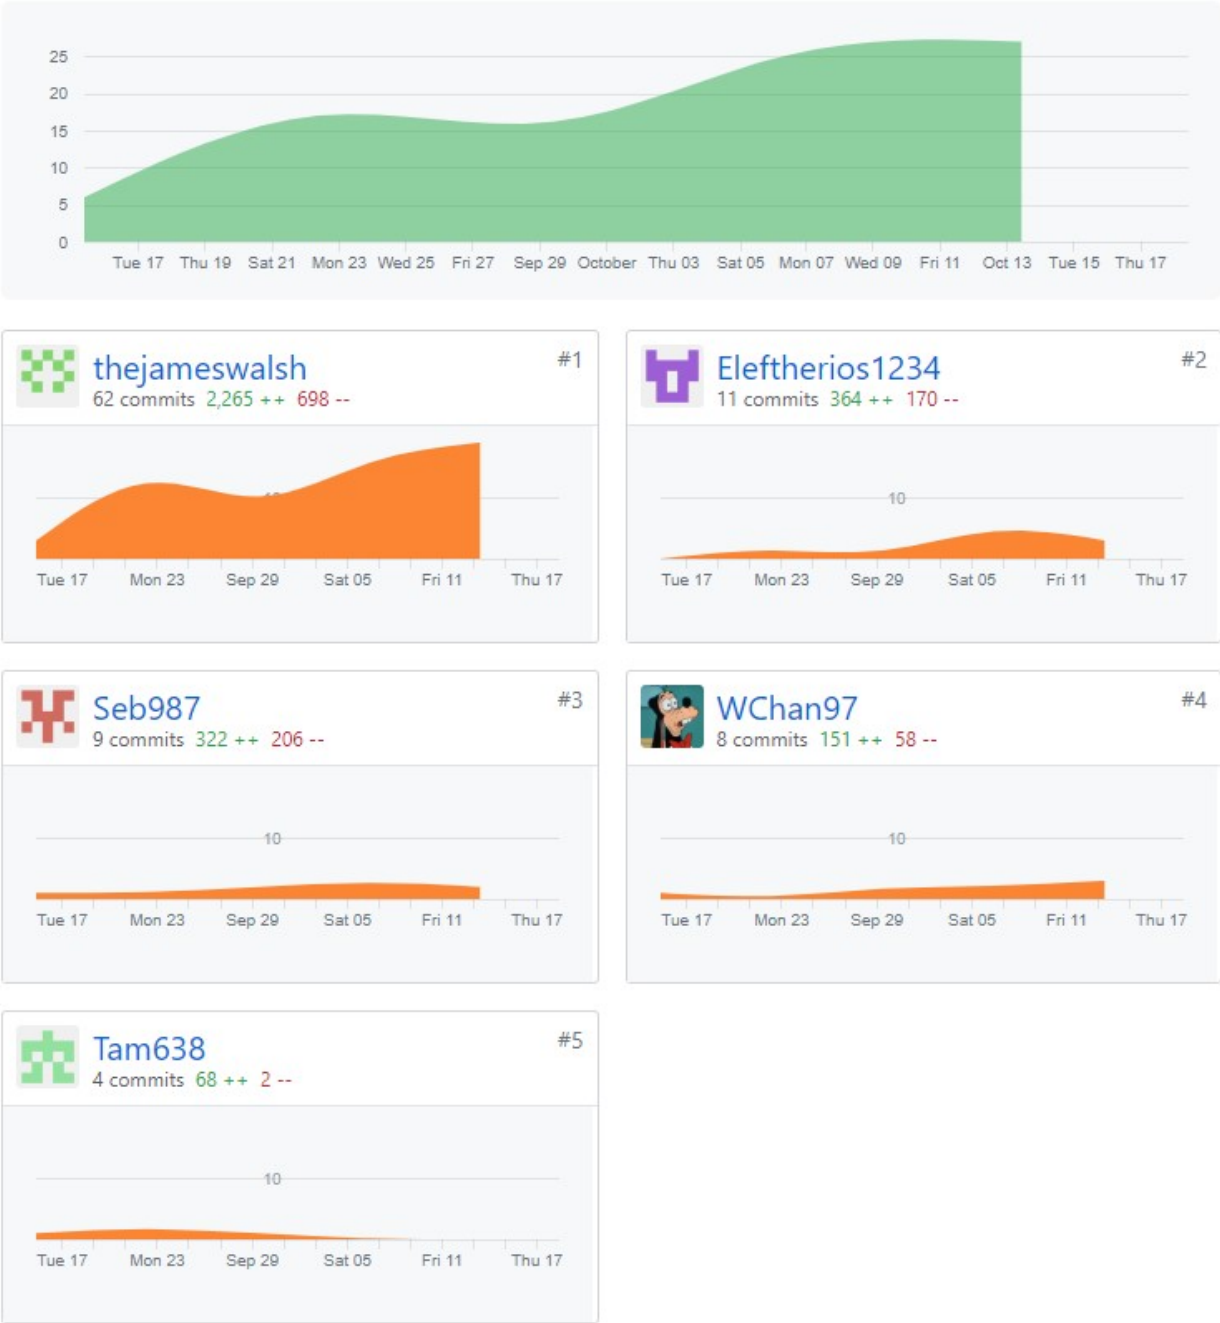 25
20
15
10
5
0
Tue 17 Thu 19 Sat 21 Mon 23 Wed 25 Fri 27 Sep 29 October Thu 03 Sat 05 Mon 07 Wed 09 Fri 11 Oct 13 Tue 15 Thu 17
thejameswalsh #1
62 commits 2,265 ++ 698 --
10
Tue 17 Mon 23 Sep 29 Sat 05 Fri 11 Thu 17
Eleftherios1234 #2
11 commits 364 ++ 170 --
10
Tue 17 Mon 23 Sep 29 Sat 05 Fri 11 Thu 17
Seb987 #3
9 commits 322 ++ 206 --
10
Tue 17 Mon 23 Sep 29 Sat 05 Fri 11 Thu 17
WChan97 #4
8 commits 151 ++ 58 --
10
Tue 17 Mon 23 Sep 29 Sat 05 Fri 11 Thu 17
Tam638 #5
4 commits 68 ++ 2 --
10
Tue 17 Mon 23 Sep 29 Sat 05 Fri 11 Thu 17